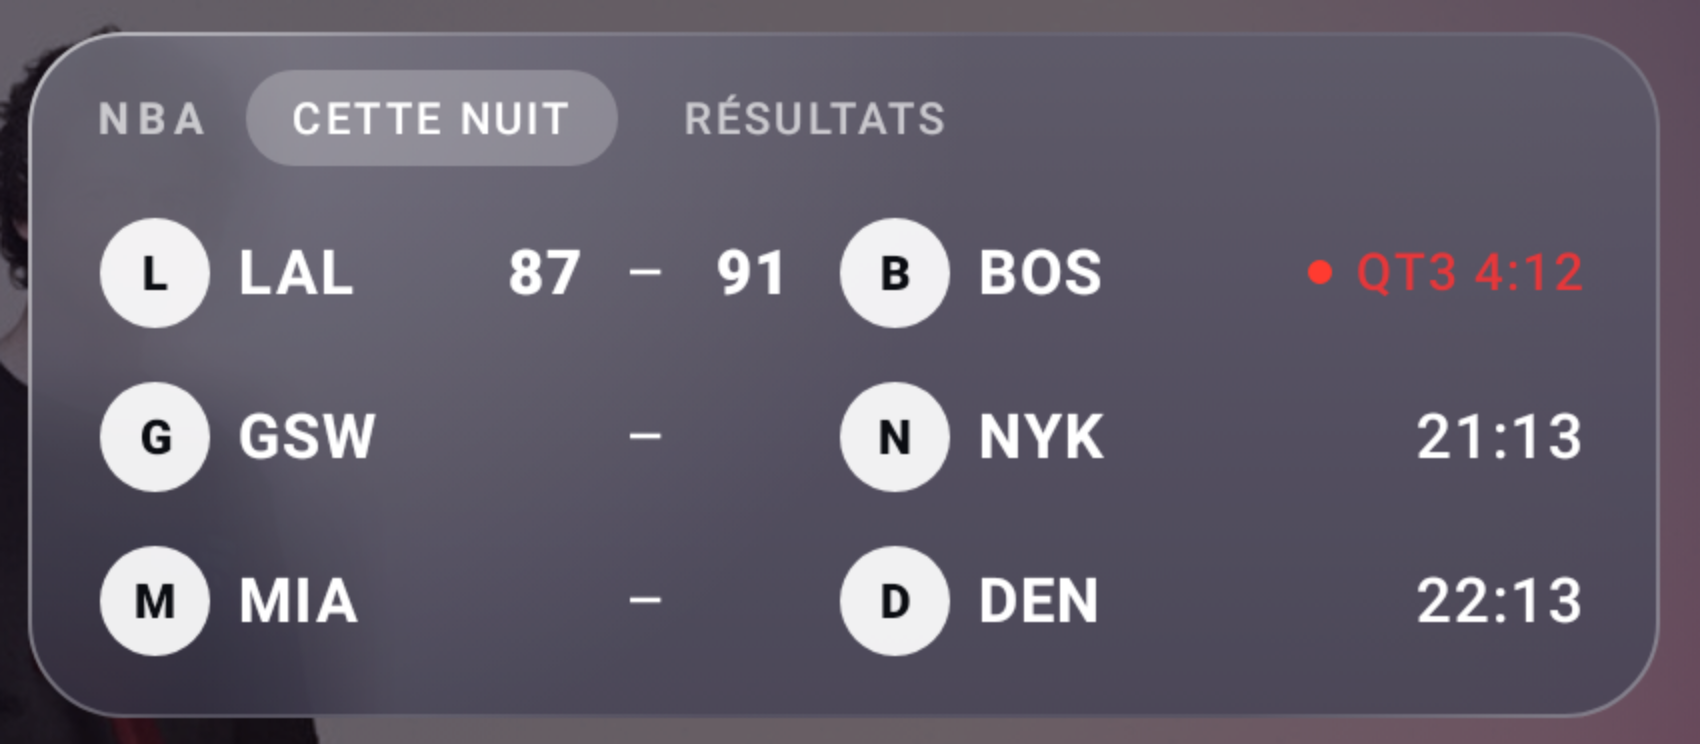 NBA CETTE NUIT RÉSULTATS
L LAL 87 – 91 B BOS QT3 4:12
G GSW – N NYK 21:13
M MIA – D DEN 22:13